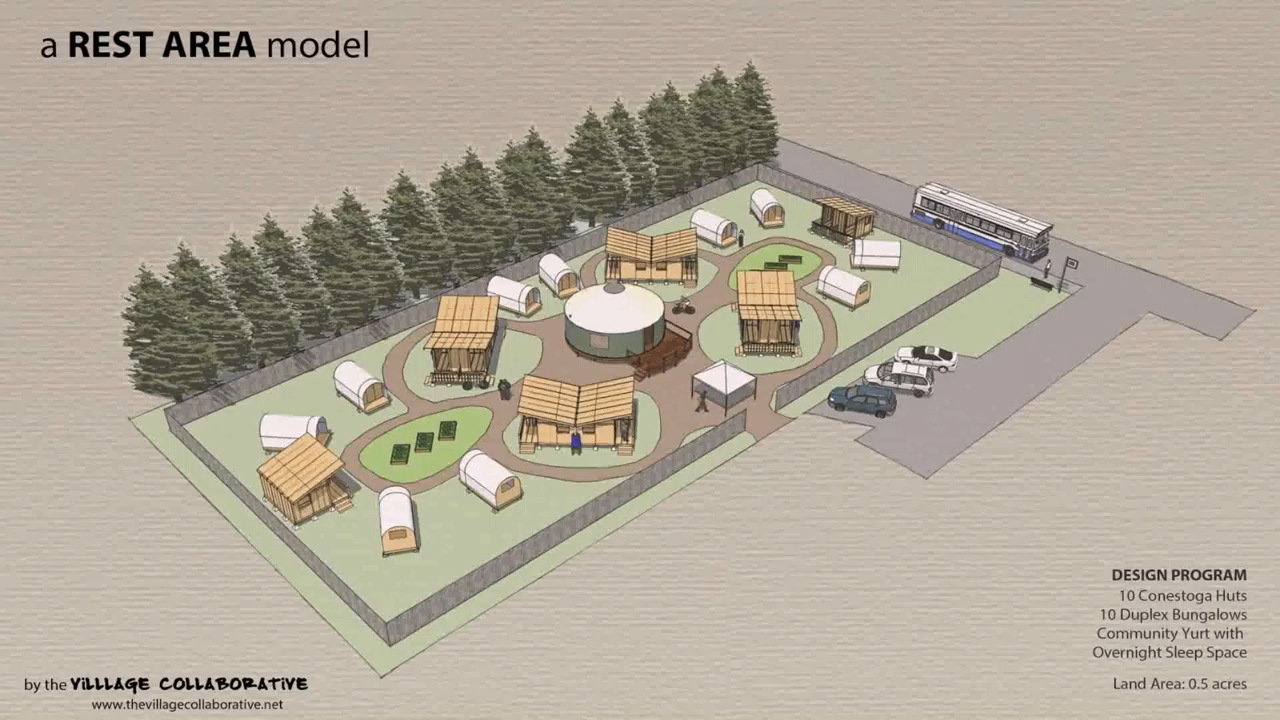 a REST AREA model
DESIGN PROGRAM
10 Conestoga Huts
10 Duplex Bungalows
Community Yurt with
Overnight Sleep Space
Land Area: 0.5 acres
by the ViLLLAGE COLLABORATiVE
www.thevillagecollaborative.net